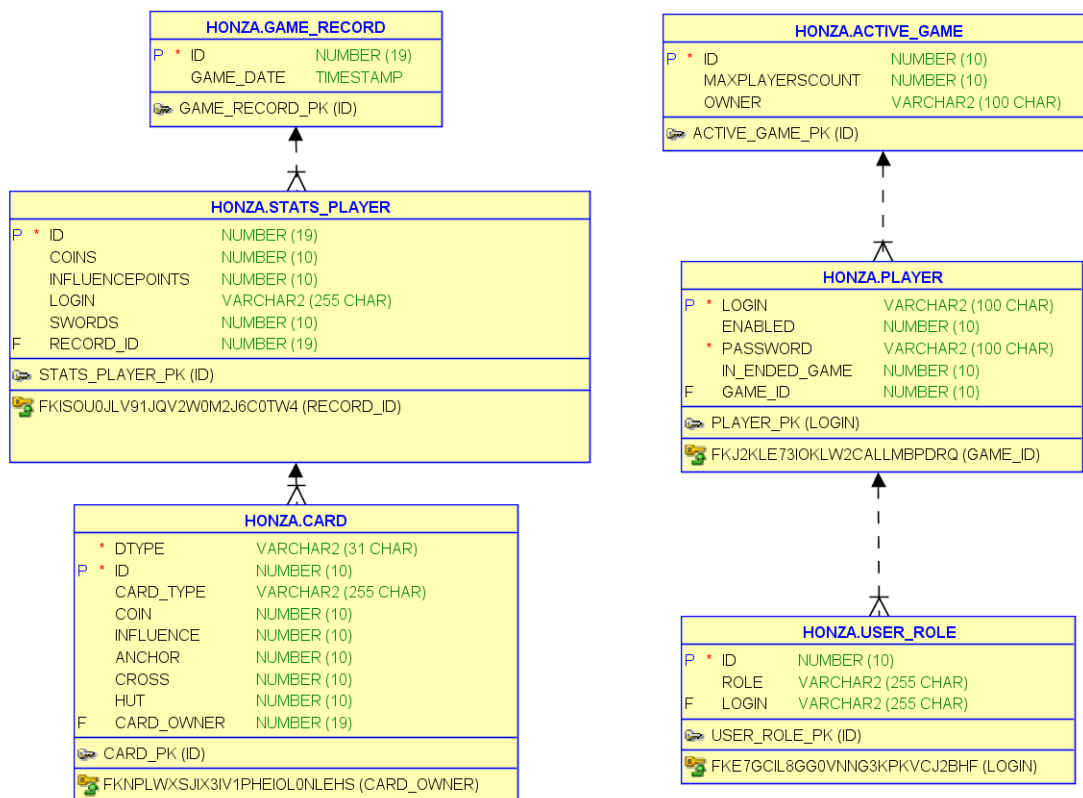 HONZA.GAME_RECORD
P * ID NUMBER (19)
GAME_DATE TIMESTAMP
GAME_RECORD_PK (ID)
HONZA.STATS_PLAYER
P * ID NUMBER (19)
COINS NUMBER (10)
INFLUENCEPOINTS NUMBER (10)
LOGIN VARCHAR2 (255 CHAR)
SWORDS NUMBER (10)
F RECORD_ID NUMBER (19)
STATS_PLAYER_PK (ID)
FKISOU0JLV91JQV2W0M2J6C0TW4 (RECORD_ID)
HONZA.CARD
* DTYPE VARCHAR2 (31 CHAR)
P * ID NUMBER (10)
CARD_TYPE VARCHAR2 (255 CHAR)
COIN NUMBER (10)
INFLUENCE NUMBER (10)
ANCHOR NUMBER (10)
CROSS NUMBER (10)
HUT NUMBER (10)
F CARD_OWNER NUMBER (19)
CARD_PK (ID)
FKNPLWXSJIX3IV1PHEIOL0NLEHS (CARD_OWNER)
HONZA.ACTIVE_GAME
P * ID NUMBER (10)
MAXPLAYERSCOUNT NUMBER (10)
OWNER VARCHAR2 (100 CHAR)
ACTIVE_GAME_PK (ID)
HONZA.PLAYER
P * LOGIN VARCHAR2 (100 CHAR)
ENABLED NUMBER (10)
* PASSWORD VARCHAR2 (100 CHAR)
IN_ENDED_GAME NUMBER (10)
F GAME_ID NUMBER (10)
PLAYER_PK (LOGIN)
FKJ2KLE73IOKLW2CALLMBPDRQ (GAME_ID)
HONZA.USER_ROLE
P * ID NUMBER (10)
ROLE VARCHAR2 (255 CHAR)
F LOGIN VARCHAR2 (255 CHAR)
USER_ROLE_PK (ID)
FKE7GCIL8GG0VNNG3KPKVCJ2BHF (LOGIN)